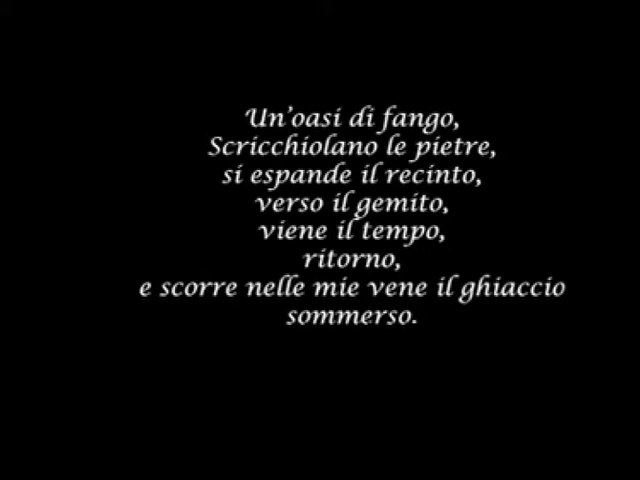 Un'oasi di fango,
Scricchiolano le pietre,
si espande il recinto,
verso il gemito,
viene il tempo,
ritorno,
e scorre nelle mie vene il ghiaccio
sommerso.